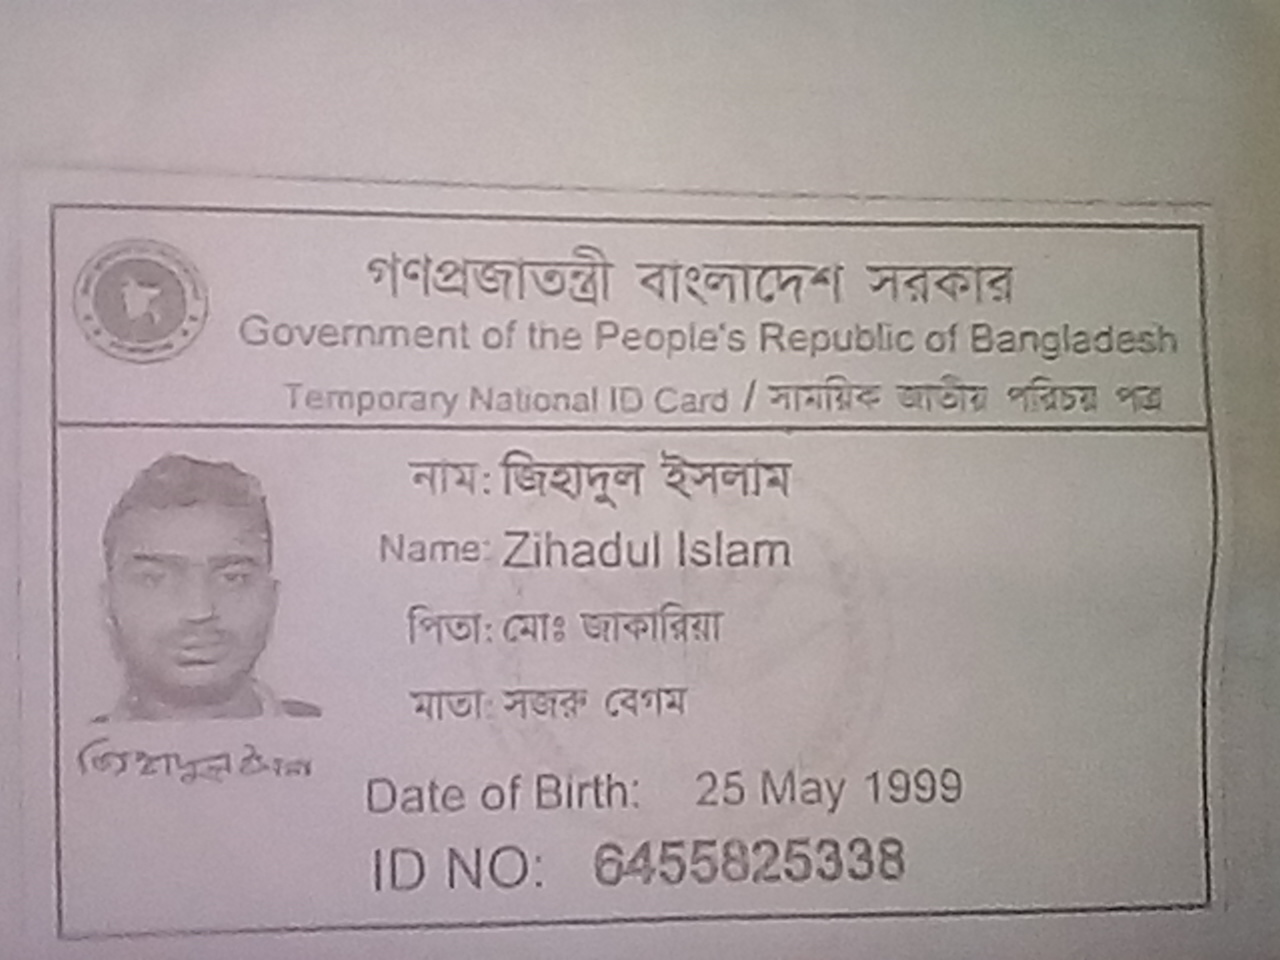 গণপ্রজাতন্ত্রী বাংলাদেশ সরকার
Government of the People's Republic of Bangladesh
Temporary National ID Card / সাময়িক জাতীয় পরিচয় পত্র
নাম: জিহাদুল ইসলাম
Name: Zihadul Islam
পিতা: মোঃ জাকারিয়া
মাতা: সজরু বেগম
জিহাদুল ইসলাম
Date of Birth: 25 May 1999
ID NO: 6455825338